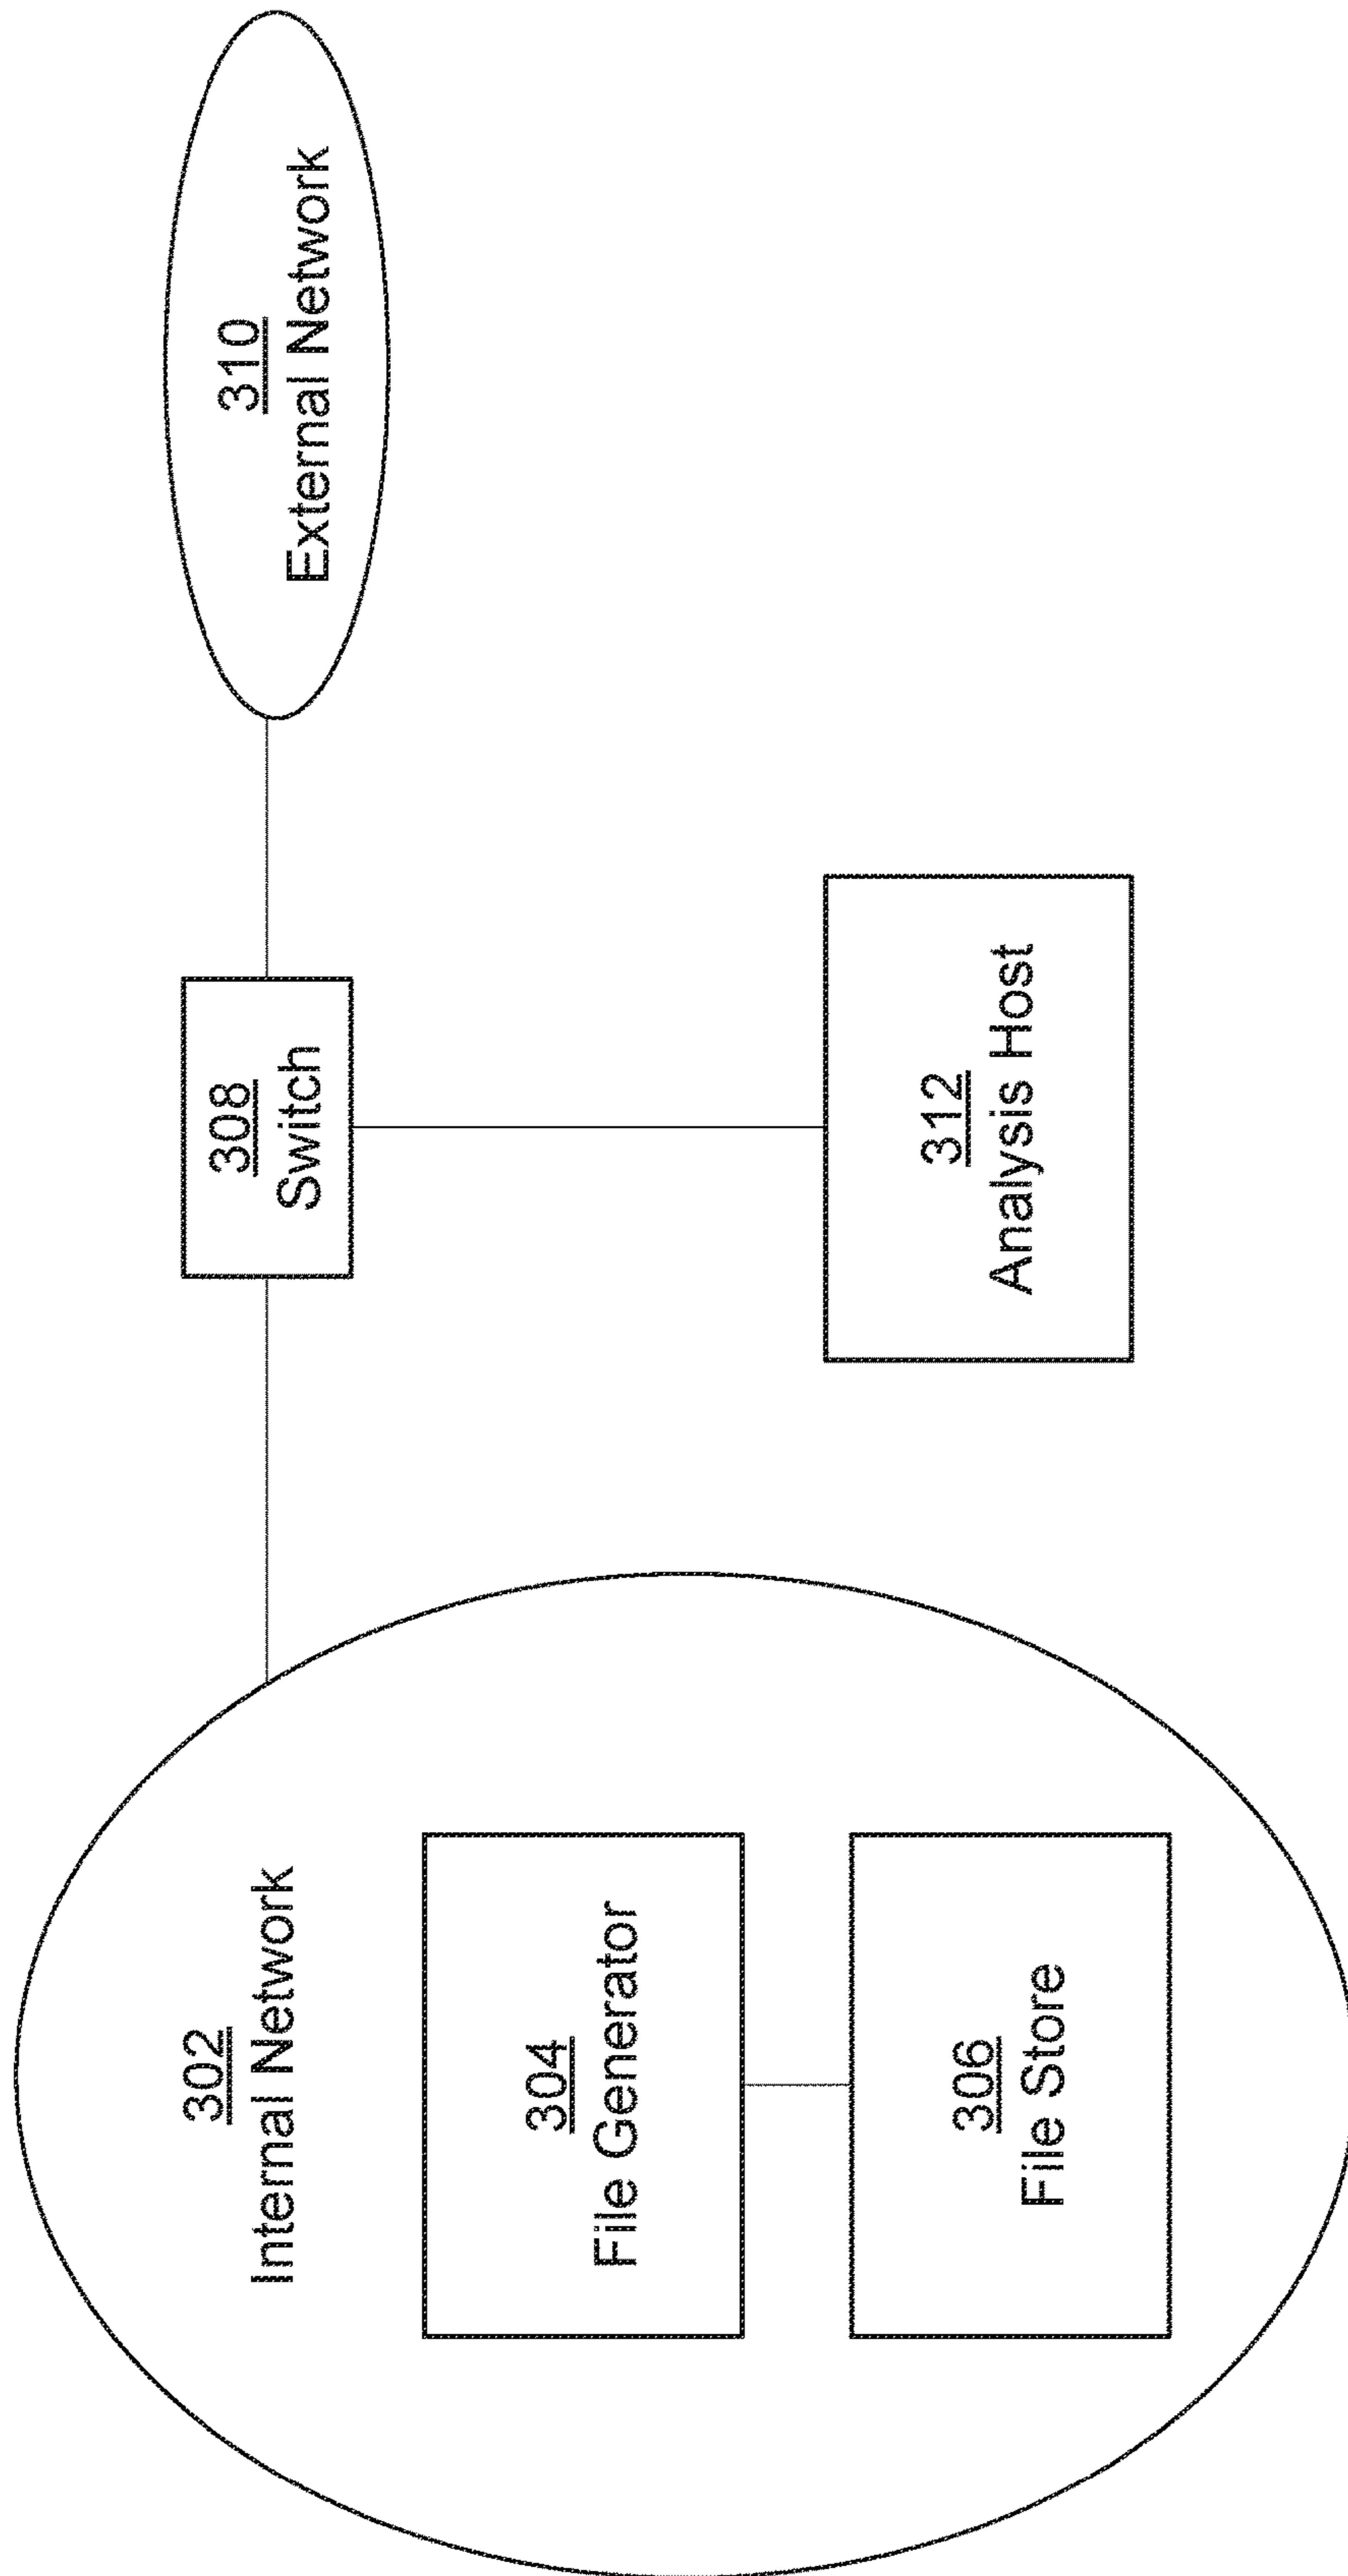 302
Internal Network
304
File Generator
306
File Store
308
Switch
312
Analysis Host
310
External Network